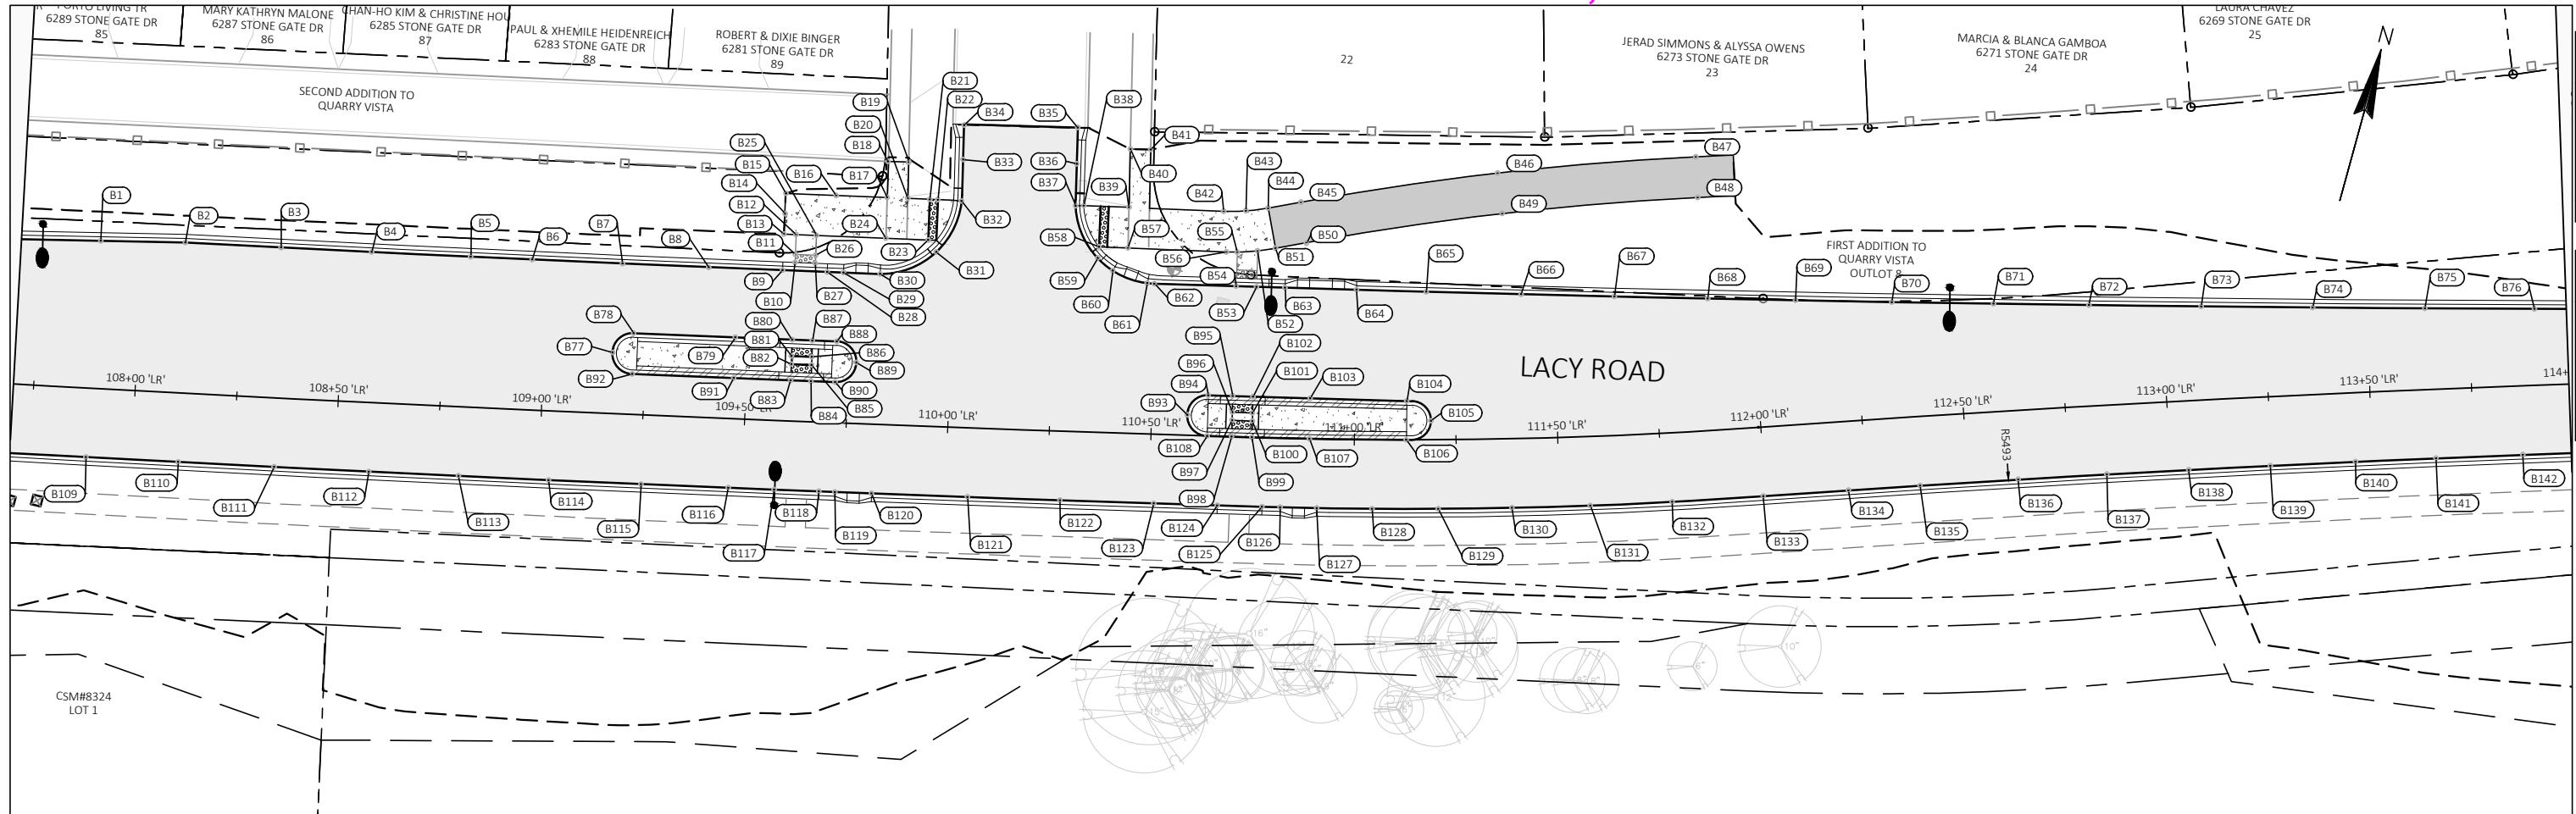 PORTO LIVING TR
6289 STONE GATE DR
85
MARY KATHRYN MALONE
6287 STONE GATE DR
86
CHAN-HO KIM & CHRISTINE HOU
6285 STONE GATE DR
87
PAUL & XHEMILE HEIDENREICH
6283 STONE GATE DR
88
ROBERT & DIXIE BINGER
6281 STONE GATE DR
89
22
JERAD SIMMONS & ALYSSA OWENS
6273 STONE GATE DR
23
MARCIA & BLANCA GAMBOA
6271 STONE GATE DR
24
LAURA CHAVEZ
6269 STONE GATE DR
25
N
SECOND ADDITION TO
QUARRY VISTA
FIRST ADDITION TO
QUARRY VISTA
OUTLOT 8
B1
B2
B3
B4
B5
B6
B7
B8
B9
B10
B11
B12
B13
B14
B15
B16
B17
B18
B19
B20
B21
B22
B23
B24
B25
B26
B27
B28
B29
B30
B31
B32
B33
B34
B35
B36
B37
B38
B39
B40
B41
B42
B43
B44
B45
B46
B47
B48
B49
B50
B51
B52
B53
B54
B55
B56
B57
B58
B59
B60
B61
B62
B63
B64
B65
B66
B67
B68
B69
B70
B71
B72
B73
B74
B75
B76
B77
B78
B79
B80
B81
B82
B83
B84
B85
B86
B87
B88
B89
B90
B91
B92
B93
B94
B95
B96
B97
B98
B99
B100
B101
B102
B103
B104
B105
B106
B107
B108
LACY ROAD
108+00 'LR'
108+50 'LR'
109+00 'LR'
109+50 'LR'
110+00 'LR'
110+50 'LR'
111+00 'LR'
111+50 'LR'
112+00 'LR'
112+50 'LR'
113+00 'LR'
113+50 'LR'
114+
R5493
B109
B110
B111
B112
B113
B114
B115
B116
B117
B118
B119
B120
B121
B122
B123
B124
B125
B126
B127
B128
B129
B130
B131
B132
B133
B134
B135
B136
B137
B138
B139
B140
B141
B142
16"
10"
6"
CSM#8324
LOT 1